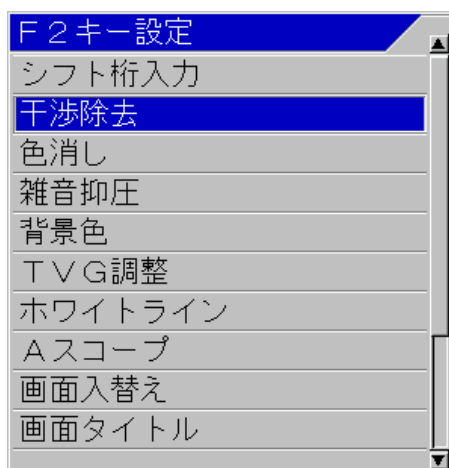 F2キー設定
シフト桁入力
干渉除去
色消し
雑音抑圧
背景色
TVG調整
ホワイトライン
Aスコープ
画面入替え
画面タイトル